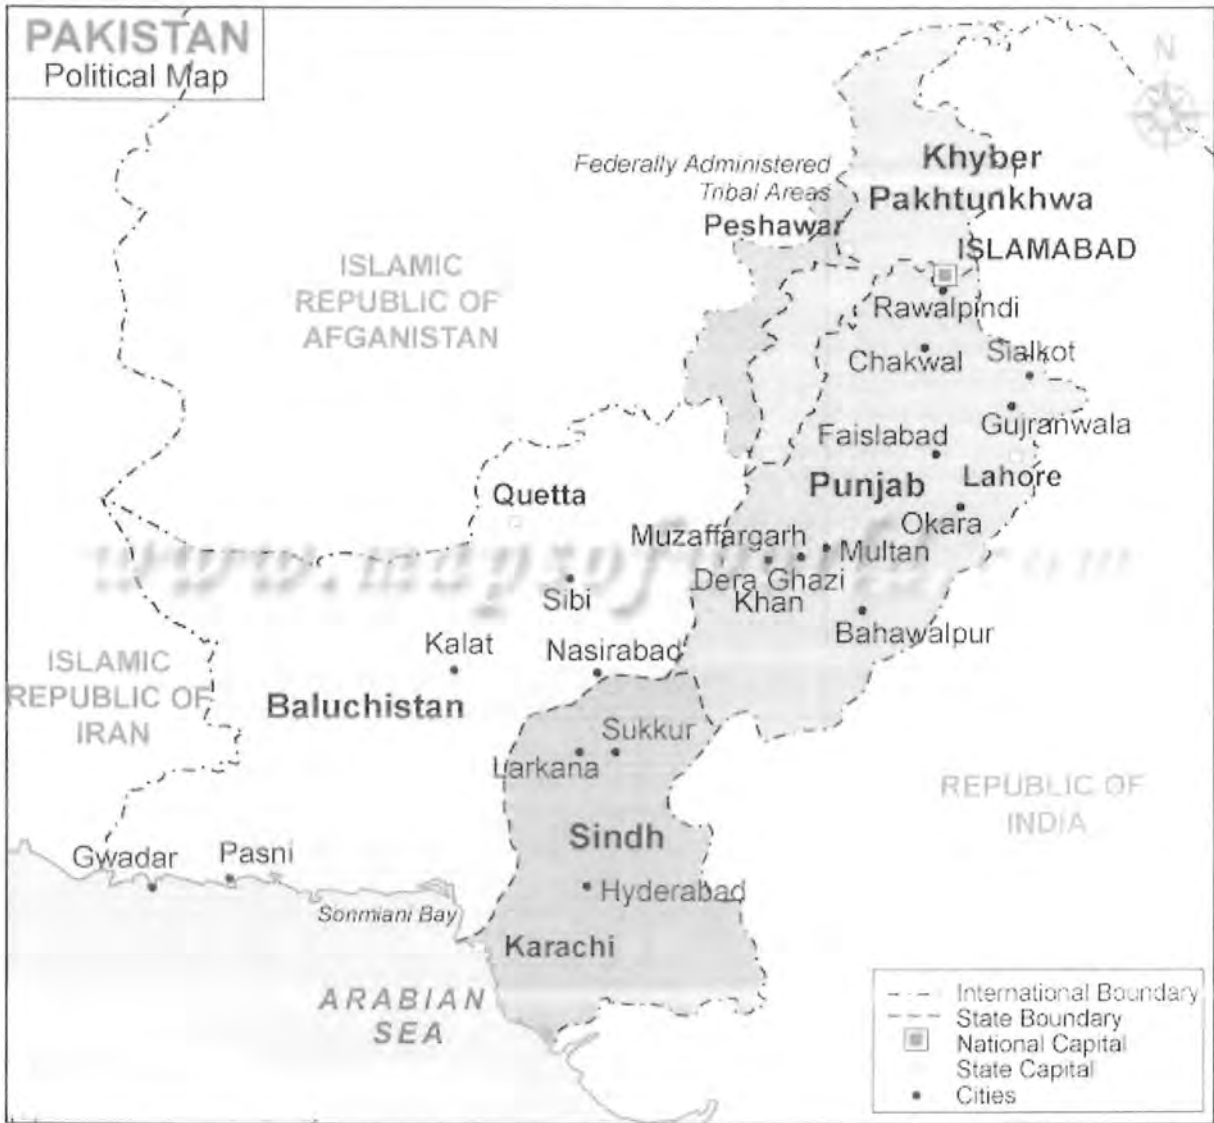 PAKISTAN
Political Map
N
Federally Administered
Tribal Areas
Khyber
Pakhtunkhwa
Peshawar
ISLAMABAD
ISLAMIC
REPUBLIC OF
AFGANISTAN
Rawalpindi
Chakwal
Sialkot
Gujranwala
Faislabad
Lahore
Punjab
Quetta
Okara
Muzaffargarh
Multan
Dera Ghazi
Khan
Sibi
Bahawalpur
Kalat
Nasirabad
ISLAMIC
REPUBLIC OF
IRAN
Baluchistan
Sukkur
Larkana
REPUBLIC OF
INDIA
Sindh
Gwadar
Pasni
Hyderabad
Sonmiani Bay
Karachi
ARABIAN
SEA
International Boundary
State Boundary
National Capital
State Capital
Cities